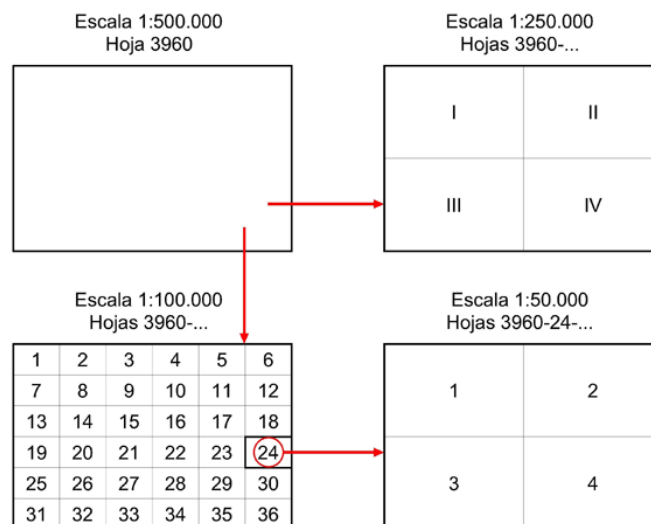 Escala 1:500.000
Hoja 3960
Escala 1:250.000
Hojas 3960-...
I II
III IV
Escala 1:100.000
Hojas 3960-...
1 2 3 4 5 6
7 8 9 10 11 12
13 14 15 16 17 18
19 20 21 22 23 24
25 26 27 28 29 30
31 32 33 34 35 36
Escala 1:50.000
Hojas 3960-24-...
1 2
3 4